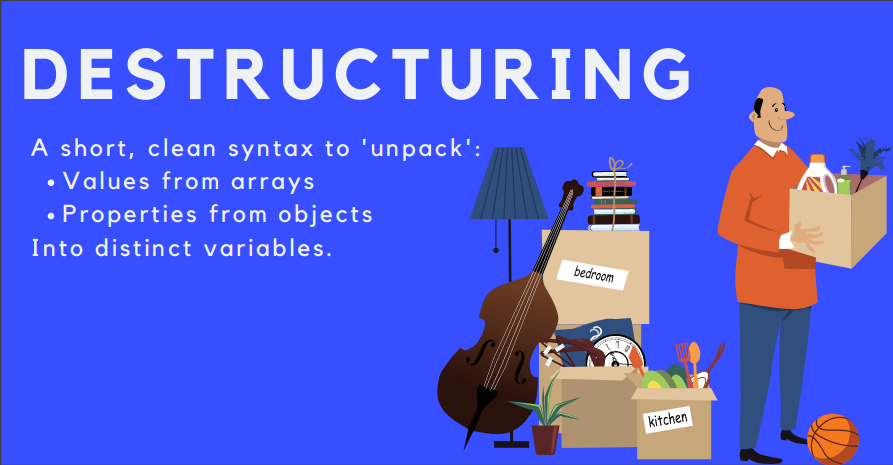 DESTRUCTURING
A short, clean syntax to 'unpack':
• Values from arrays
• Properties from objects
Into distinct variables.
bedroom
kitchen